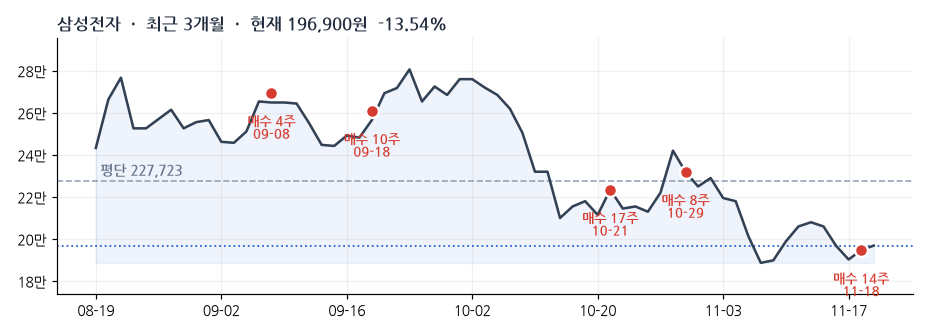 삼성전자 · 최근 3개월 · 현재 196,900원 -13.54%
28만
26만
24만
22만
20만
18만
매수 4주
09-08
매수 10주
09-18
평단 227,723
매수 17주
10-21
매수 8주
10-29
매수 14주
11-18
08-19
09-02
09-16
10-02
10-20
11-03
11-17